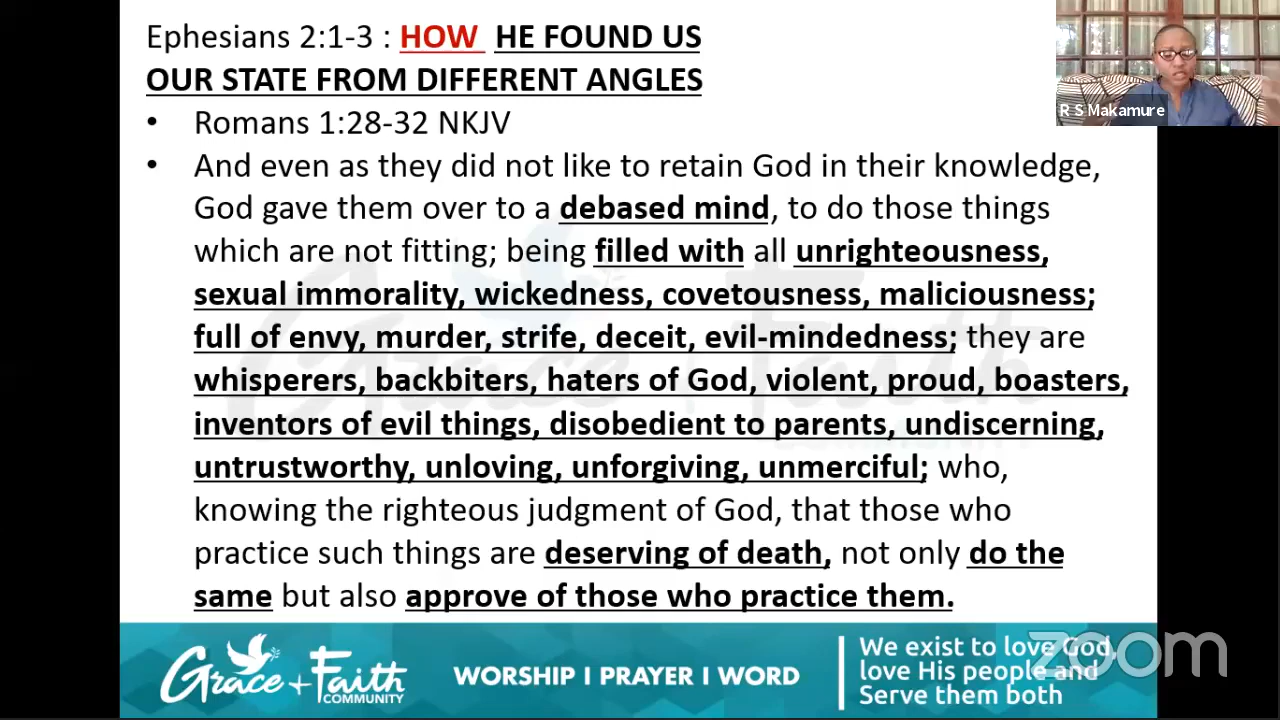 Ephesians 2:1-3 : HOW HE FOUND US
OUR STATE FROM DIFFERENT ANGLES
• Romans 1:28-32 NKJV
• And even as they did not like to retain God in their knowledge,
God gave them over to a debased mind, to do those things
which are not fitting; being filled with all unrighteousness,
sexual immorality, wickedness, covetousness, maliciousness;
full of envy, murder, strife, deceit, evil-mindedness; they are
whisperers, backbiters, haters of God, violent, proud, boasters,
inventors of evil things, disobedient to parents, undiscerning,
untrustworthy, unloving, unforgiving, unmerciful; who,
knowing the righteous judgment of God, that those who
practice such things are deserving of death, not only do the
same but also approve of those who practice them.
R S Makamure
Grace + Faith
COMMUNITY
WORSHIP I PRAYER I WORD
We exist to love God,
love His people and
Serve them both
zoom